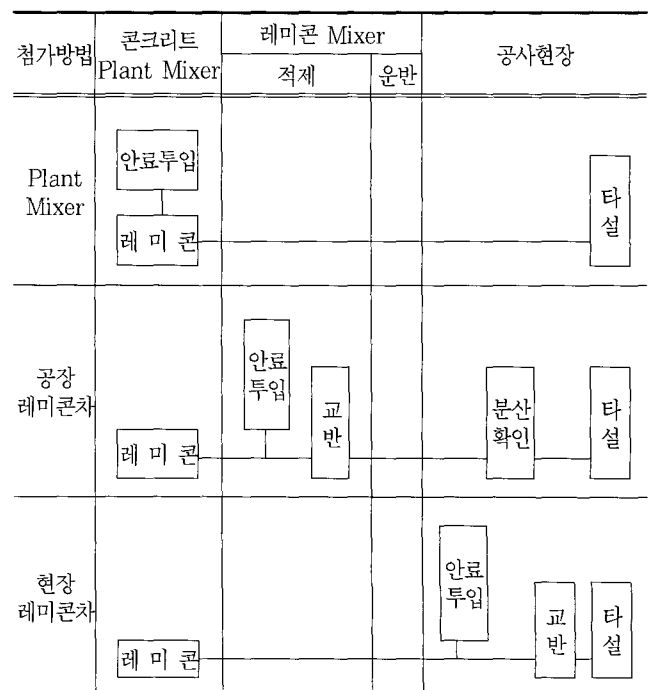 첨가방법
콘크리트
Plant Mixer
레미콘 Mixer
적제
운반
공사현장
Plant
Mixer
안료투입
레 미 콘
타
설
공장
레미콘차
레 미 콘
안료
투입
교
반
분산
확인
타
설
현장
레미콘차
레 미 콘
안료
투입
교
반
타
설